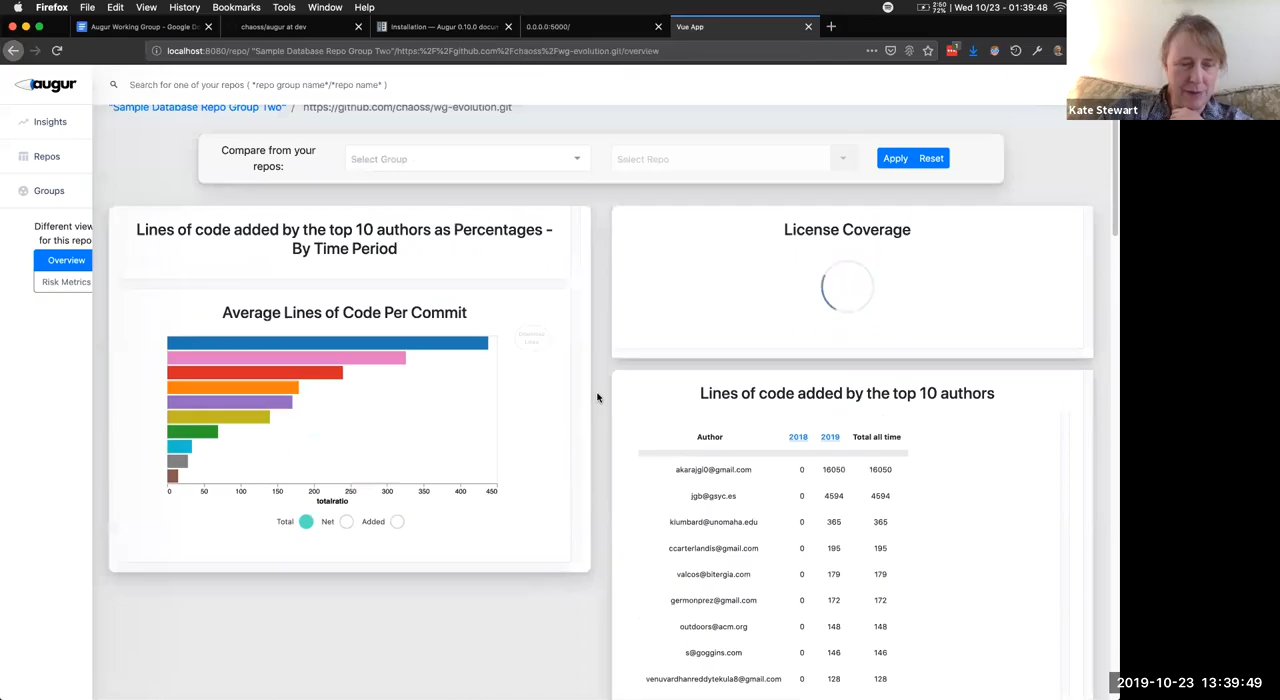 Firefox File Edit View History Bookmarks Tools Window Help
2:50 72% Wed 10/23 - 01:39:48
Augur Working Group - Google Do
chaoss/augur at dev
Installation — Augur 0.10.0 docum
0.0.0.0:5000/
Vue App
localhost:8080/repo/ "Sample Database Repo Group Two"/https:%2F%2Fgithub.com%2Fchaoss%2Fwg-evolution.git/overview
Kate Stewart
augur
Search for one of your repos ( *repo group name*/*repo name* )
"Sample Database Repo Group Two" / https://github.com/chaoss/wg-evolution.git
Insights
Repos
Groups
Different view
for this repo
Overview
Risk Metrics
Compare from your
repos:
Select Group
Select Repo
Apply Reset
Lines of code added by the top 10 authors as Percentages -
By Time Period
Average Lines of Code Per Commit
0 50 100 150 200 250 300 350 400 450
totalratio
Total Net Added
License Coverage
Lines of code added by the top 10 authors
Author 2018 2019 Total all time
akarajgi0@gmail.com 0 16050 16050
jgb@gsyc.es 0 4594 4594
kiumbard@unomaha.edu 0 365 365
ccarterlandis@gmail.com 0 195 195
valcos@bitergia.com 0 179 179
germonprez@gmail.com 0 172 172
outdoors@acm.org 0 148 148
s@goggins.com 0 146 146
venuvardhanreddytekula8@gmail.com 0 128 128
2019-10-23 13:39:49